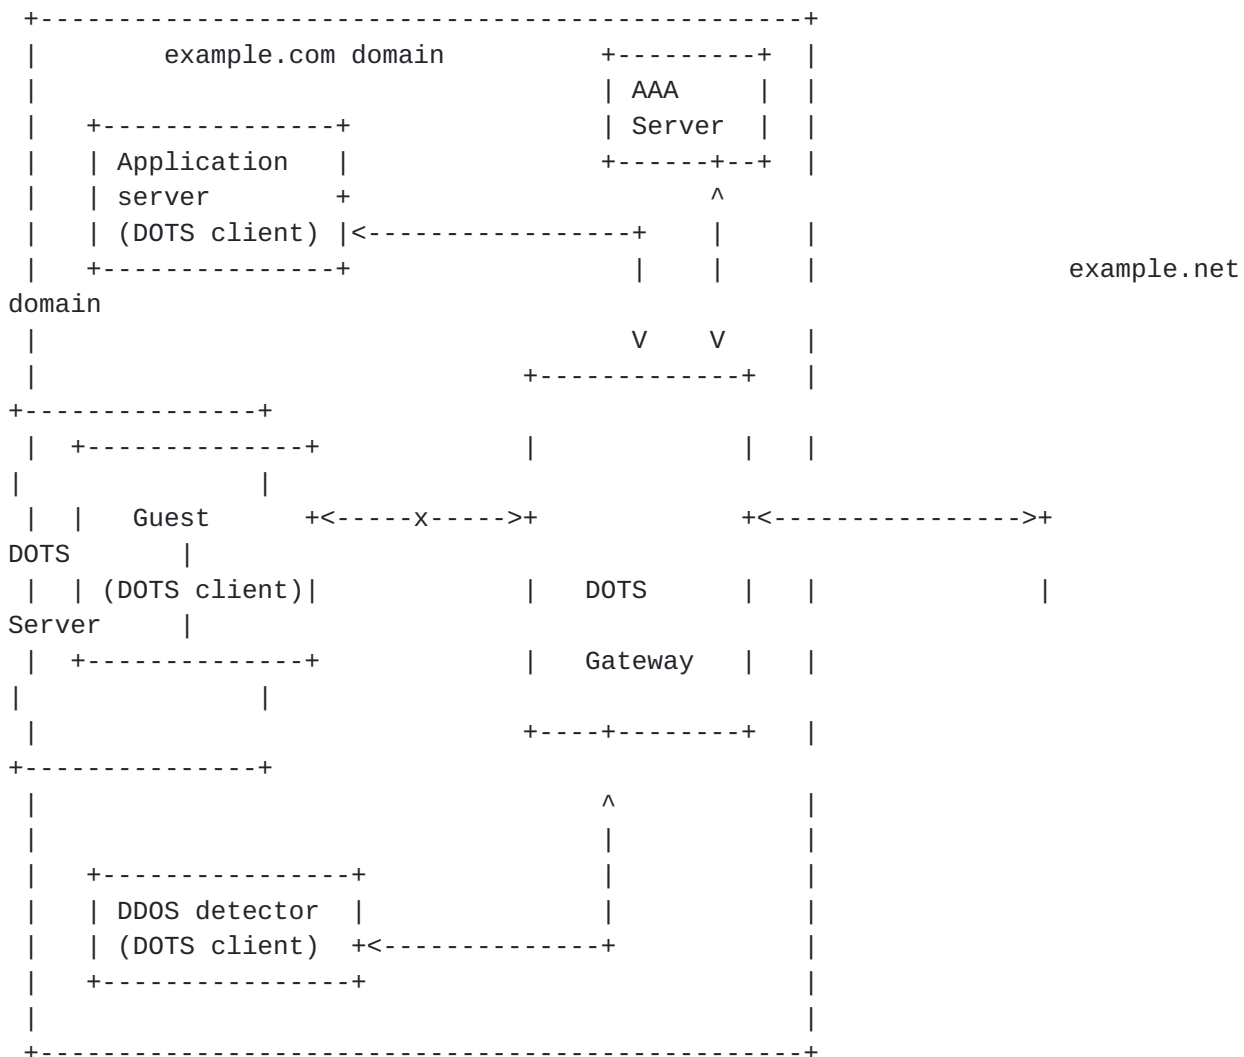 +-------------------------------------------------+
|        example.com domain          +---------+  |
|                                    | AAA     |  |
|   +---------------+                | Server  |  |
|   | Application   |                +------+--+  |
|   | server        +                       ^
|   | (DOTS client) |<-----------------+    |     |
|   +---------------+                  |    |     |                example.net
domain
|                                      V    V     |
|                               +-------------+   |
+---------------+
|  +--------------+             |             |   |
|               |
|  |   Guest      +<-----x----->+             +<---------------->+
DOTS       |
|  | (DOTS client)|             |   DOTS      |   |              |
Server     |
|  +--------------+             |   Gateway   |   |
|               |
|                               +----+--------+   |
+---------------+
|                                    ^            |
|                                    |            |
|   +----------------+               |            |
|   | DDOS detector  |               |            |
|   | (DOTS client)  +<--------------+            |
|   +----------------+                            |
|                                                 |
+-------------------------------------------------+